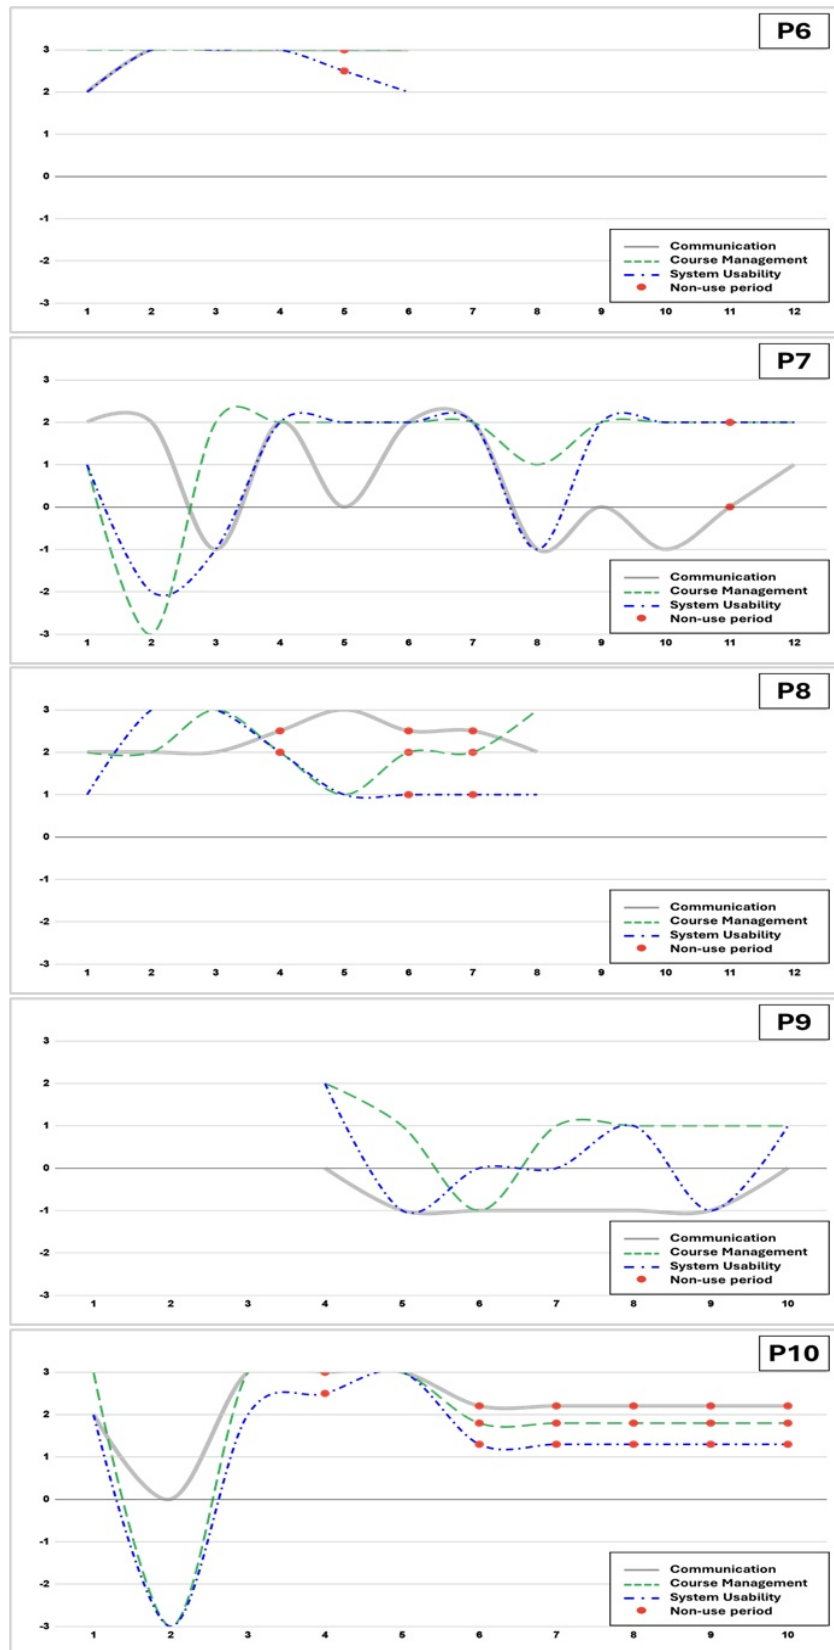 P6
3
2
1
0
-1
-2
-3
Communication
Course Management
System Usability
Non-use period
1 2 3 4 5 6 7 8 9 10 11 12
P7
3
2
1
0
-1
-2
-3
Communication
Course Management
System Usability
Non-use period
1 2 3 4 5 6 7 8 9 10 11 12
P8
3
2
1
0
-1
-2
-3
Communication
Course Management
System Usability
Non-use period
1 2 3 4 5 6 7 8 9 10 11 12
P9
3
2
1
0
-1
-2
-3
Communication
Course Management
System Usability
Non-use period
1 2 3 4 5 6 7 8 9 10
P10
3
2
1
0
-1
-2
-3
Communication
Course Management
System Usability
Non-use period
1 2 3 4 5 6 7 8 9 10